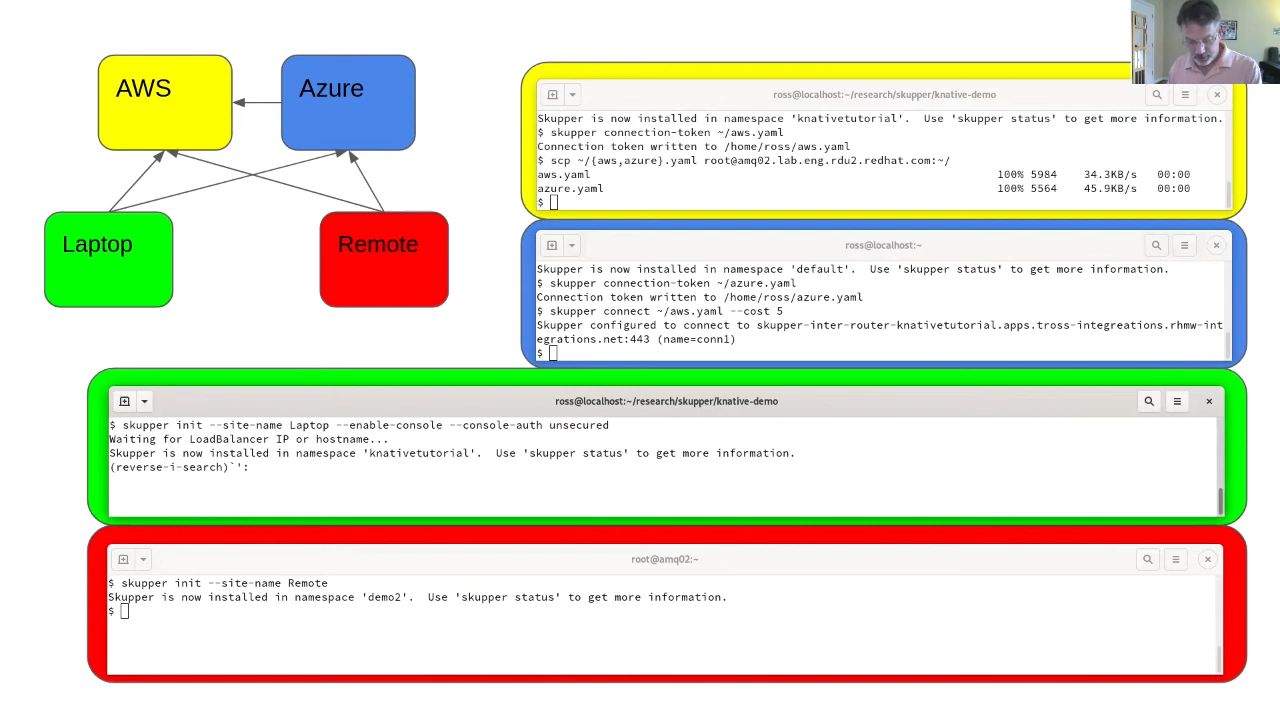 AWS
Azure
Laptop
Remote
ross@localhost:~/research/skupper/knative-demo
Skupper is now installed in namespace 'knativetutorial'.  Use 'skupper status' to get more information.
$ skupper connection-token ~/aws.yaml
Connection token written to /home/ross/aws.yaml
$ scp ~/{aws,azure}.yaml root@amq02.lab.eng.rdu2.redhat.com:~/
aws.yaml 100% 5984 34.3KB/s 00:00
azure.yaml 100% 5564 45.9KB/s 00:00
$
ross@localhost:~
Skupper is now installed in namespace 'default'.  Use 'skupper status' to get more information.
$ skupper connection-token ~/azure.yaml
Connection token written to /home/ross/azure.yaml
$ skupper connect ~/aws.yaml --cost 5
Skupper configured to connect to skupper-inter-router-knativetutorial.apps.tross-integreations.rhmw-int
egrations.net:443 (name=conn1)
$
ross@localhost:~/research/skupper/knative-demo
$ skupper init --site-name Laptop --enable-console --console-auth unsecured
Waiting for LoadBalancer IP or hostname...
Skupper is now installed in namespace 'knativetutorial'.  Use 'skupper status' to get more information.
(reverse-i-search)`':
root@amq02:~
$ skupper init --site-name Remote
Skupper is now installed in namespace 'demo2'.  Use 'skupper status' to get more information.
$